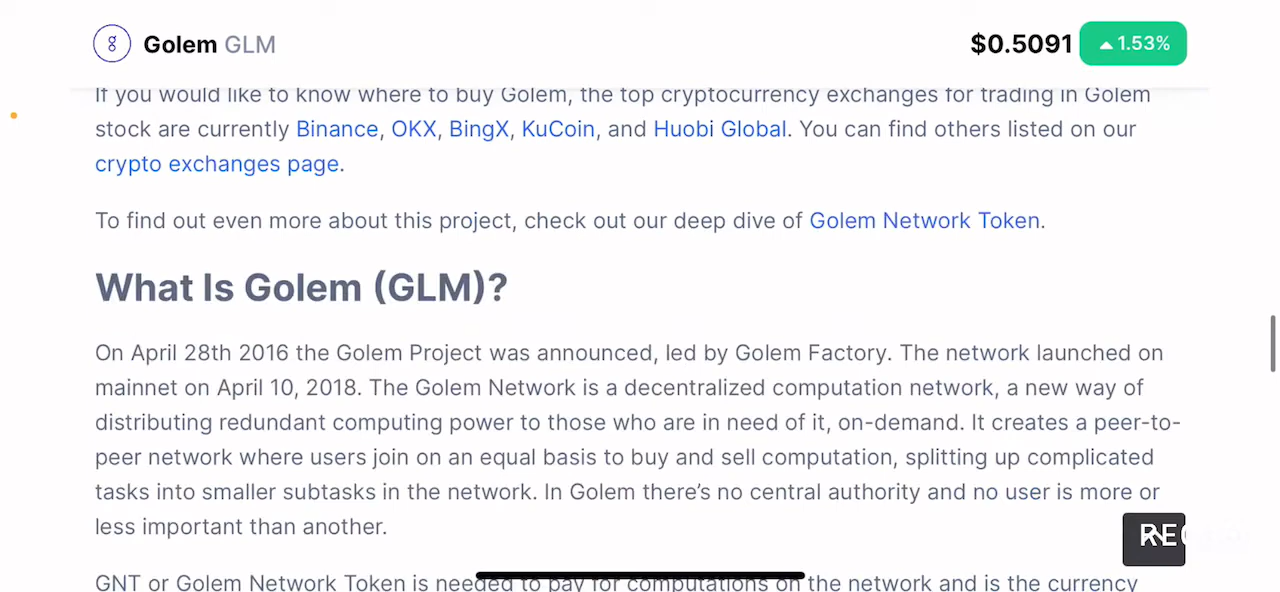 Golem GLM
$0.5091 1.53%
If you would like to know where to buy Golem, the top cryptocurrency exchanges for trading in Golem
stock are currently Binance, OKX, BingX, KuCoin, and Huobi Global. You can find others listed on our
crypto exchanges page.
To find out even more about this project, check out our deep dive of Golem Network Token.
What Is Golem (GLM)?
On April 28th 2016 the Golem Project was announced, led by Golem Factory. The network launched on
mainnet on April 10, 2018. The Golem Network is a decentralized computation network, a new way of
distributing redundant computing power to those who are in need of it, on-demand. It creates a peer-to-
peer network where users join on an equal basis to buy and sell computation, splitting up complicated
tasks into smaller subtasks in the network. In Golem there’s no central authority and no user is more or
less important than another.
GNT or Golem Network Token is needed to pay for computations on the network and is the currency